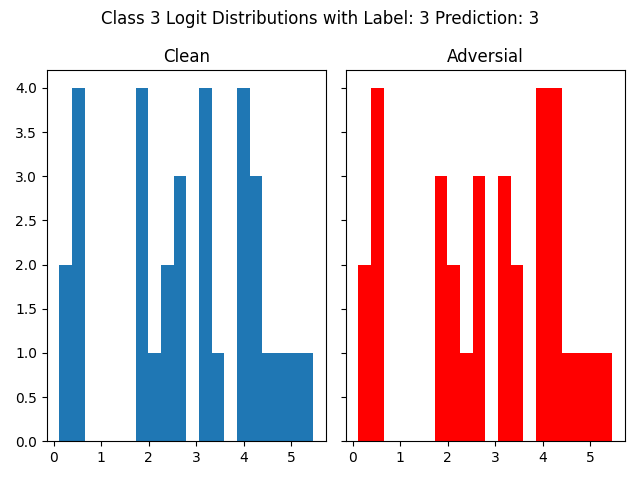 Class 3 Logit Distributions with Label: 3 Prediction: 3
Clean
Adversial
4.0
3.5
3.0
2.5
2.0
1.5
1.0
0.5
0.0
0 1 2 3 4 5
0 1 2 3 4 5